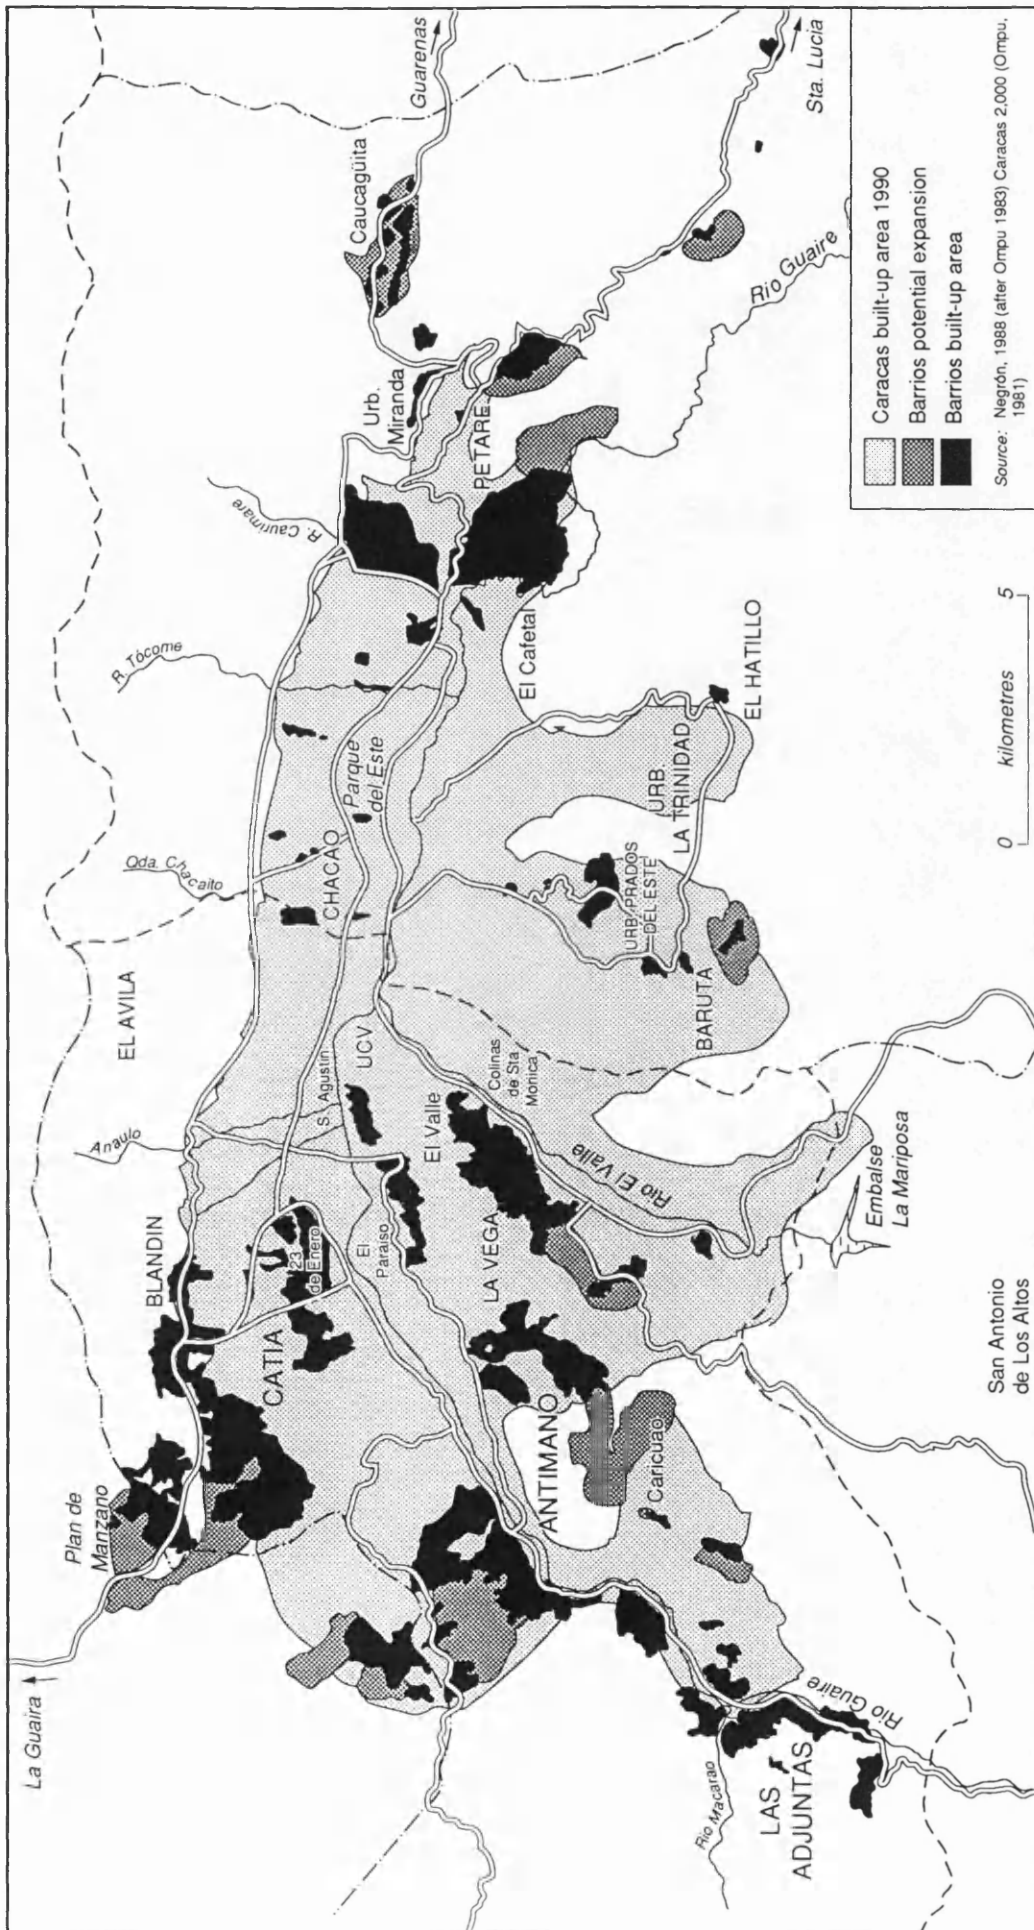 La Guaira
Plan de
Manzano
BLANDIN
Anaulo
EL AVILA
Qda. Chacaito
R. Tócome
R. Caurimare
Urb.
Miranda
Caucagüita
Guarenas
CATIA
23
de Enero
S. Agustin
El
Paraiso
UCV
CHACAO
Parque
del Este
PETARE
El Valle
LA VEGA
Colinas
de Sta
Monica
El Cafetal
ANTIMANO
Caricuao
Rio El Valle
URB. PRADOS
DEL ESTE
URB.
LA TRINIDAD
EL HATILLO
BARUTA
Rio Guaire
Sta. Lucia
Rio Macarao
LAS
ADJUNTAS
Rio Guaire
Embalse
La Mariposa
San Antonio
de Los Altos
0
5
kilometres
Caracas built-up area 1990
Barrios potential expansion
Barrios built-up area
Source: Negrón, 1988 (after Ompu 1983) Caracas 2,000 (Ompu,
1981)